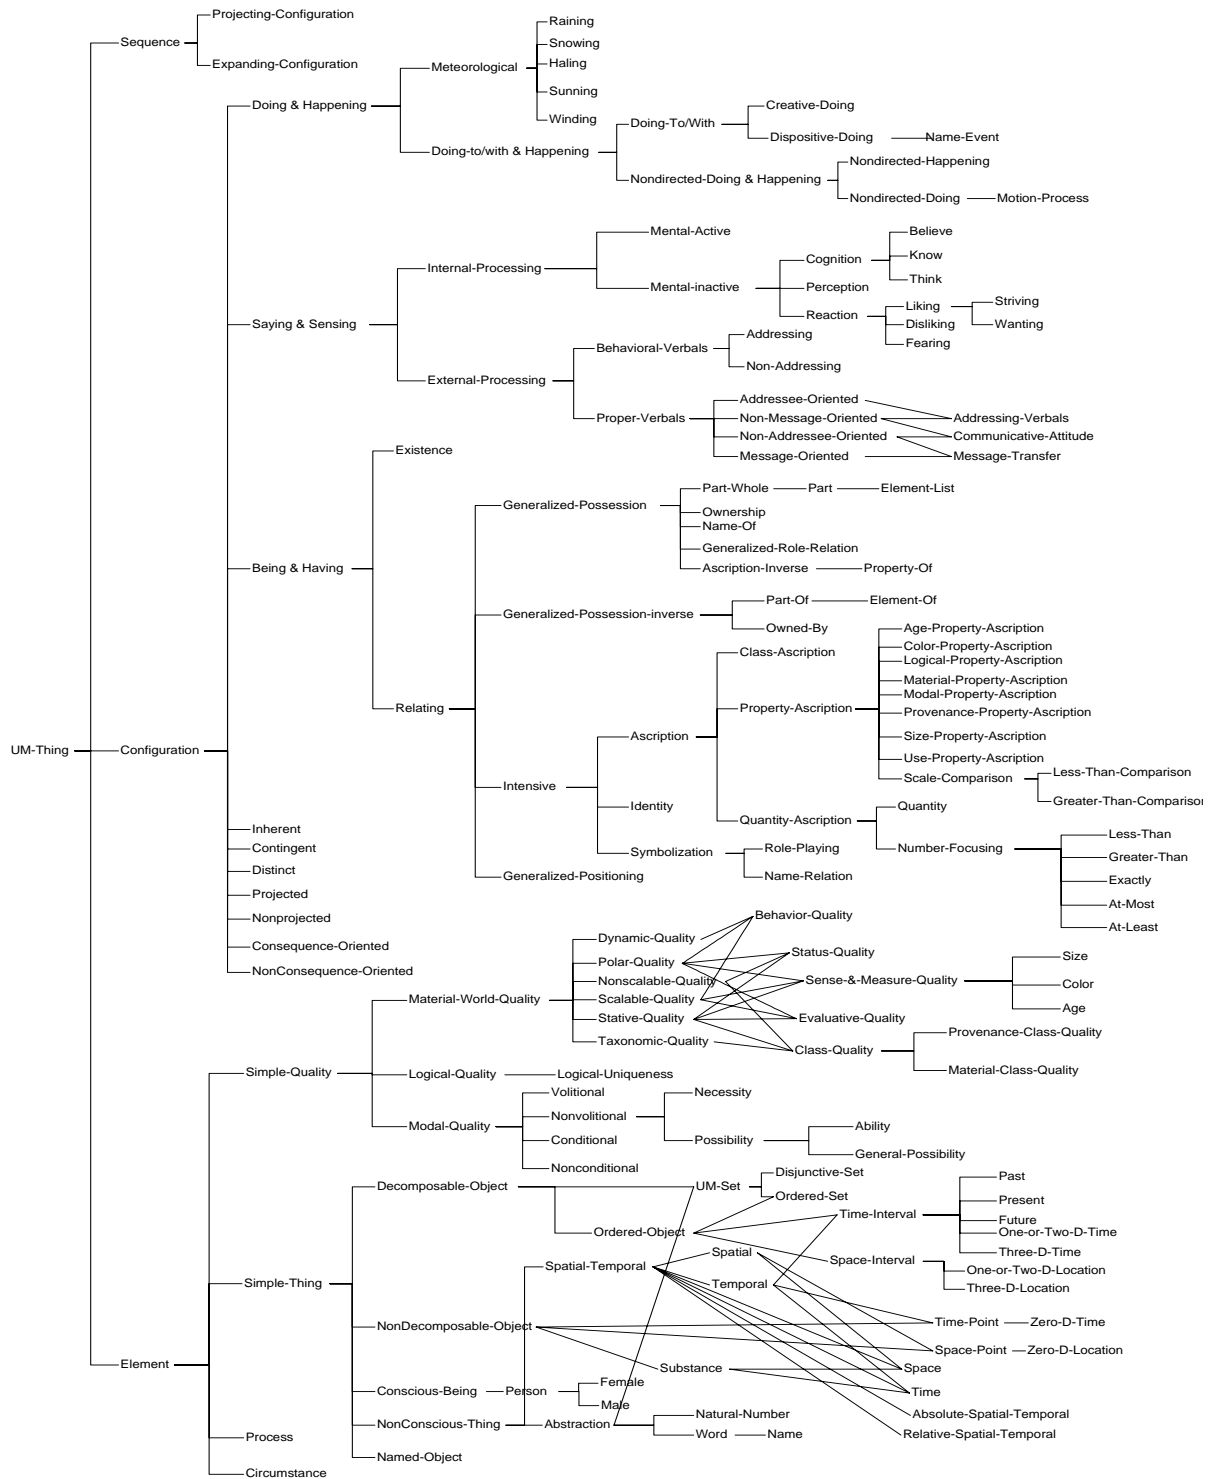 Projecting-Configuration
Sequence
Expanding-Configuration
Raining
Snowing
Meteorological
Haling
Sunning
Winding
Doing & Happening
Creative-Doing
Doing-To/With
Dispositive-Doing
Name-Event
Doing-to/with & Happening
Nondirected-Happening
Nondirected-Doing & Happening
Nondirected-Doing
Motion-Process
Mental-Active
Believe
Internal-Processing
Cognition
Know
Think
Mental-inactive
Perception
Reaction
Liking
Striving
Wanting
Disliking
Fearing
Saying & Sensing
Behavioral-Verbals
Addressing
Non-Addressing
External-Processing
Proper-Verbals
Addressee-Oriented
Non-Message-Oriented
Addressing-Verbals
Non-Addressee-Oriented
Communicative-Attitude
Message-Oriented
Message-Transfer
Existence
Generalized-Possession
Part-Whole
Part
Element-List
Ownership
Name-Of
Generalized-Role-Relation
Ascription-Inverse
Property-Of
Being & Having
Generalized-Possession-inverse
Part-Of
Element-Of
Owned-By
Class-Ascription
Age-Property-Ascription
Color-Property-Ascription
Logical-Property-Ascription
Material-Property-Ascription
Modal-Property-Ascription
Relating
Property-Ascription
Provenance-Property-Ascription
Size-Property-Ascription
Use-Property-Ascription
Scale-Comparison
Less-Than-Comparison
Greater-Than-Comparison
UM-Thing
Configuration
Ascription
Intensive
Identity
Quantity-Ascription
Quantity
Number-Focusing
Less-Than
Greater-Than
Exactly
At-Most
At-Least
Symbolization
Role-Playing
Name-Relation
Generalized-Positioning
Inherent
Contingent
Distinct
Projected
Nonprojected
Consequence-Oriented
NonConsequence-Oriented
Behavior-Quality
Dynamic-Quality
Status-Quality
Polar-Quality
Nonscalable-Quality
Sense-&-Measure-Quality
Size
Color
Age
Material-World-Quality
Scalable-Quality
Stative-Quality
Evaluative-Quality
Taxonomic-Quality
Class-Quality
Provenance-Class-Quality
Material-Class-Quality
Simple-Quality
Logical-Quality
Logical-Uniqueness
Volitional
Necessity
Nonvolitional
Modal-Quality
Conditional
Possibility
Ability
General-Possibility
Nonconditional
Decomposable-Object
UM-Set
Disjunctive-Set
Ordered-Set
Past
Present
Time-Interval
Future
One-or-Two-D-Time
Three-D-Time
Ordered-Object
Spatial
Space-Interval
One-or-Two-D-Location
Three-D-Location
Spatial-Temporal
Temporal
Simple-Thing
NonDecomposable-Object
Time-Point
Zero-D-Time
Space-Point
Zero-D-Location
Substance
Space
Element
Time
Conscious-Being
Person
Female
Male
Absolute-Spatial-Temporal
NonConscious-Thing
Abstraction
Natural-Number
Word
Name
Relative-Spatial-Temporal
Process
Named-Object
Circumstance